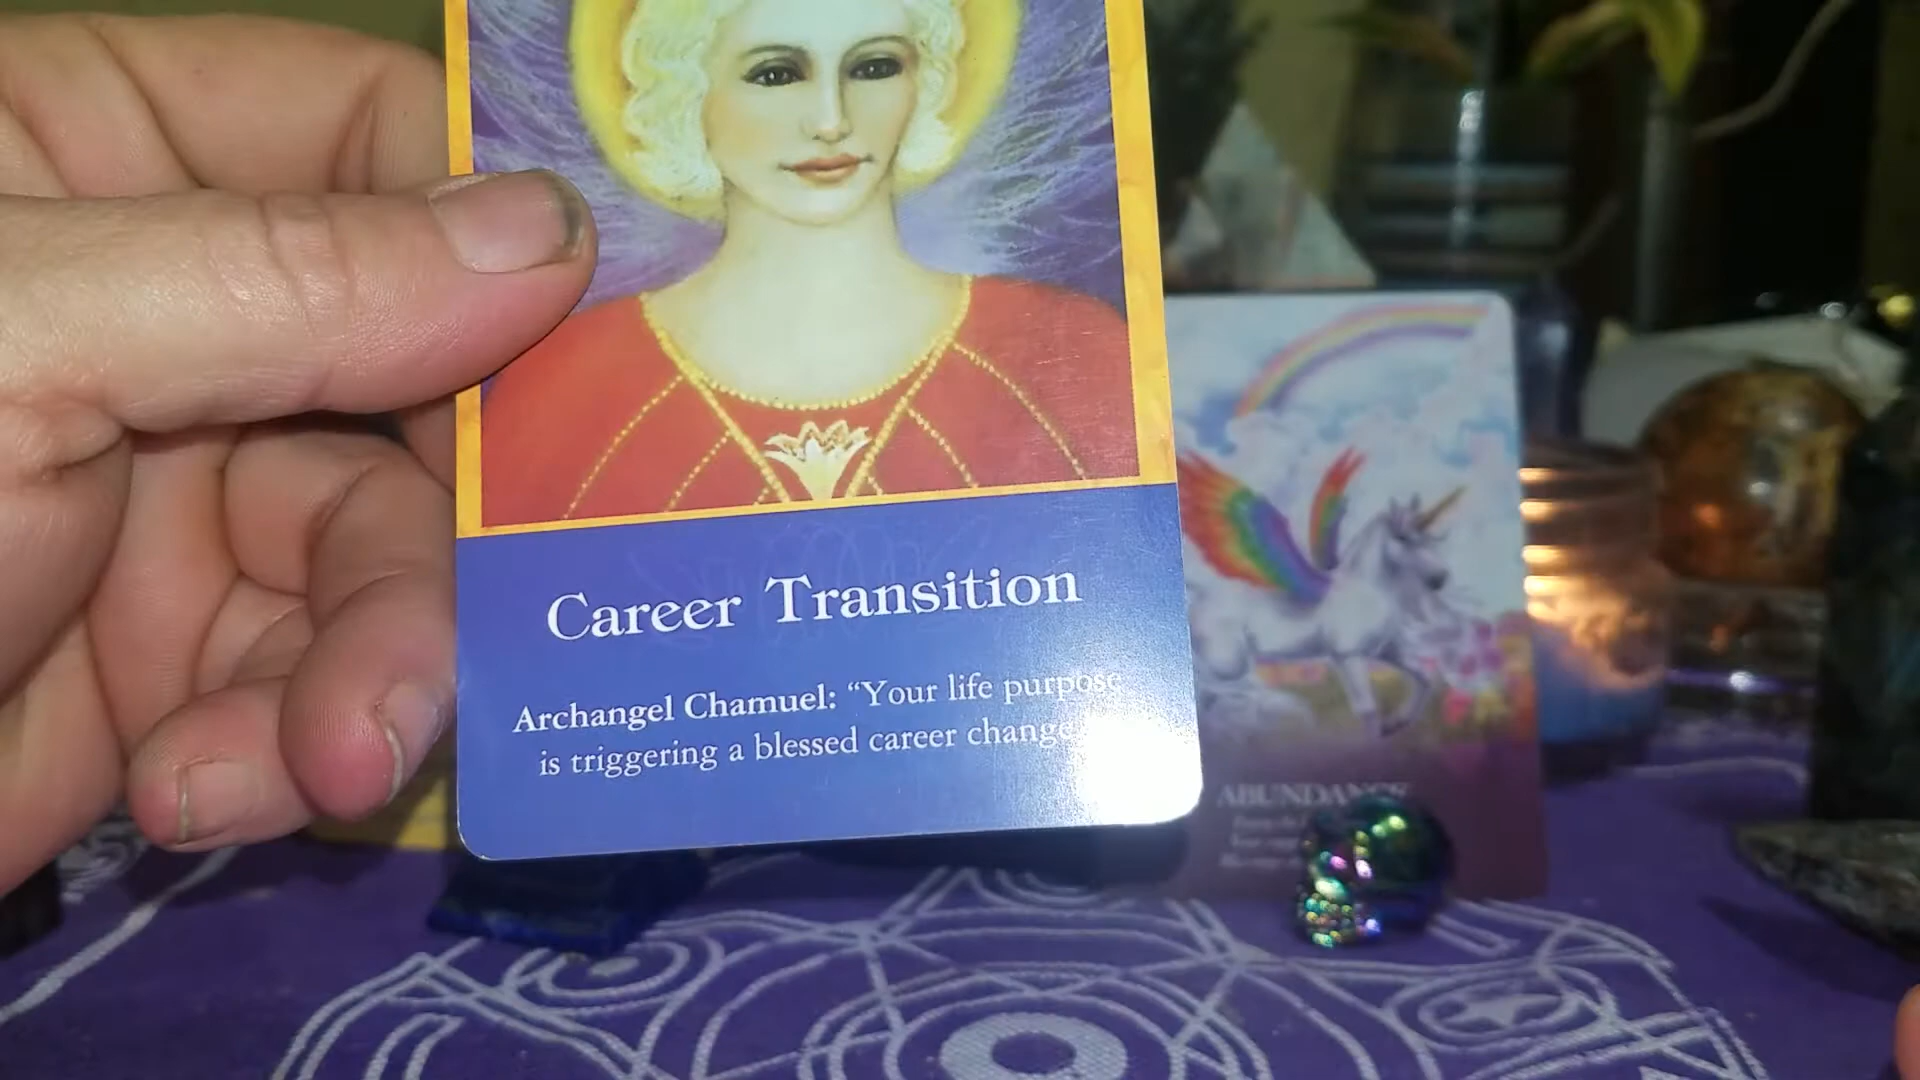 Career Transition
Archangel Chamuel: “Your life purpose
is triggering a blessed career change
ABUNDANCE